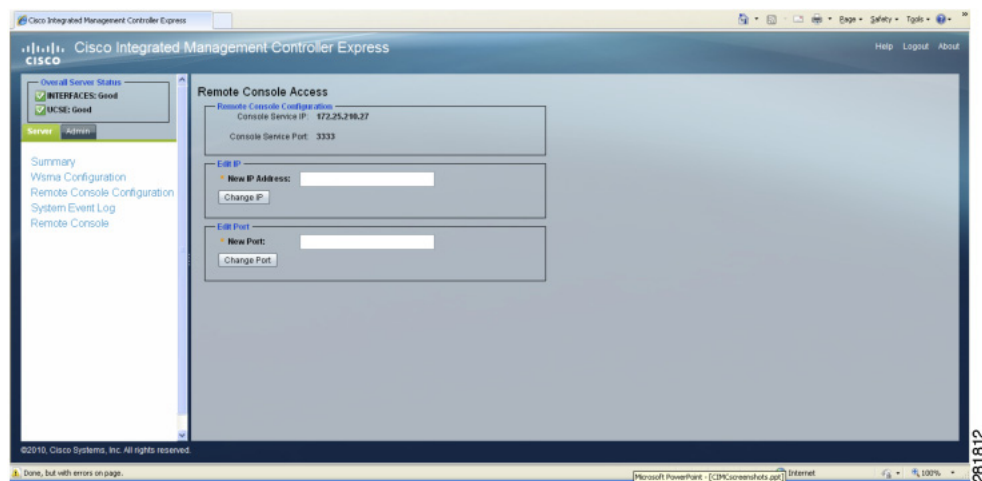 Cisco Integrated Management Controller Express
Page
Safety
Tools
»
cisco
Cisco Integrated Management Controller Express
Help Logout About
Overall Server Status
INTERFACES: Good
UCSE: Good
Server Admin
Summary
Wsma Configuration
Remote Console Configuration
System Event Log
Remote Console
Remote Console Access
Remote Console Configuration
Console Service IP: 172.25.210.27
Console Service Port: 3333
Edit IP
* New IP Address:
Change IP
Edit Port
* New Port:
Change Port
©2010, Cisco Systems, Inc. All rights reserved.
Done, but with errors on page.
Microsoft PowerPoint - [CIMCscreenshots.ppt]
Internet
100%
281812